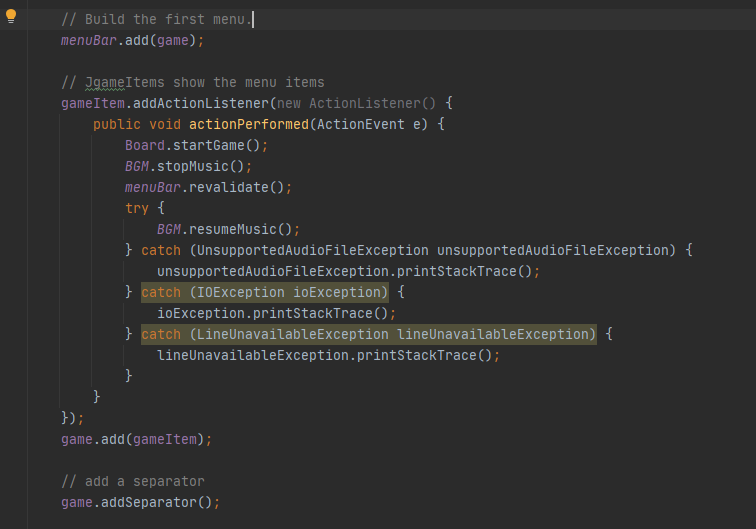 // Build the first menu.
menuBar.add(game);
// JgameItems show the menu items
gameItem.addActionListener(new ActionListener() {
public void actionPerformed(ActionEvent e) {
Board.startGame();
BGM.stopMusic();
menuBar.revalidate();
try {
BGM.resumeMusic();
} catch (UnsupportedAudioFileException unsupportedAudioFileException) {
unsupportedAudioFileException.printStackTrace();
} catch (IOException ioException) {
ioException.printStackTrace();
} catch (LineUnavailableException lineUnavailableException) {
lineUnavailableException.printStackTrace();
}
}
});
game.add(gameItem);
// add a separator
game.addSeparator();